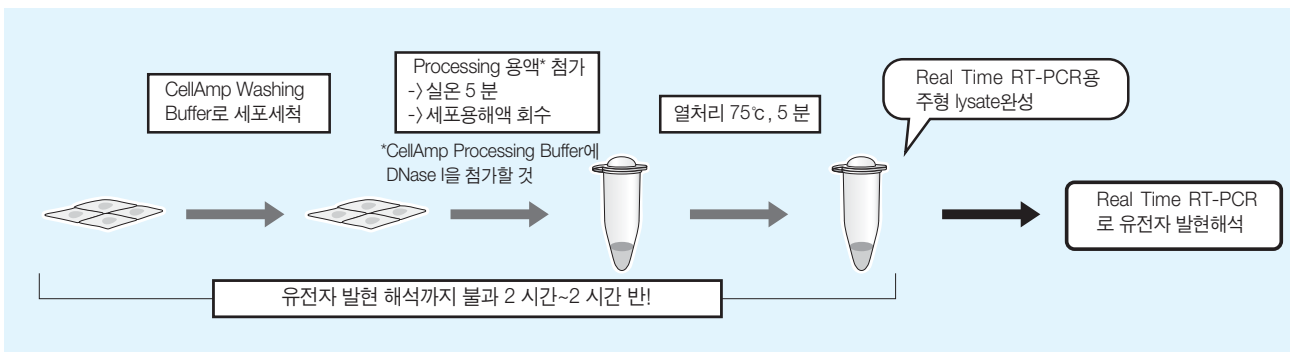 CellAmp Washing
Buffer로 세포세척
Processing 용액* 첨가
-> 실온 5 분
-> 세포용해액 회수
*CellAmp Processing Buffer에
DNase I을 첨가할 것
열처리 75℃, 5 분
Real Time RT-PCR용
주형 lysate완성
Real Time RT-PCR
로 유전자 발현해석
유전자 발현 해석까지 불과 2 시간~2 시간 반!